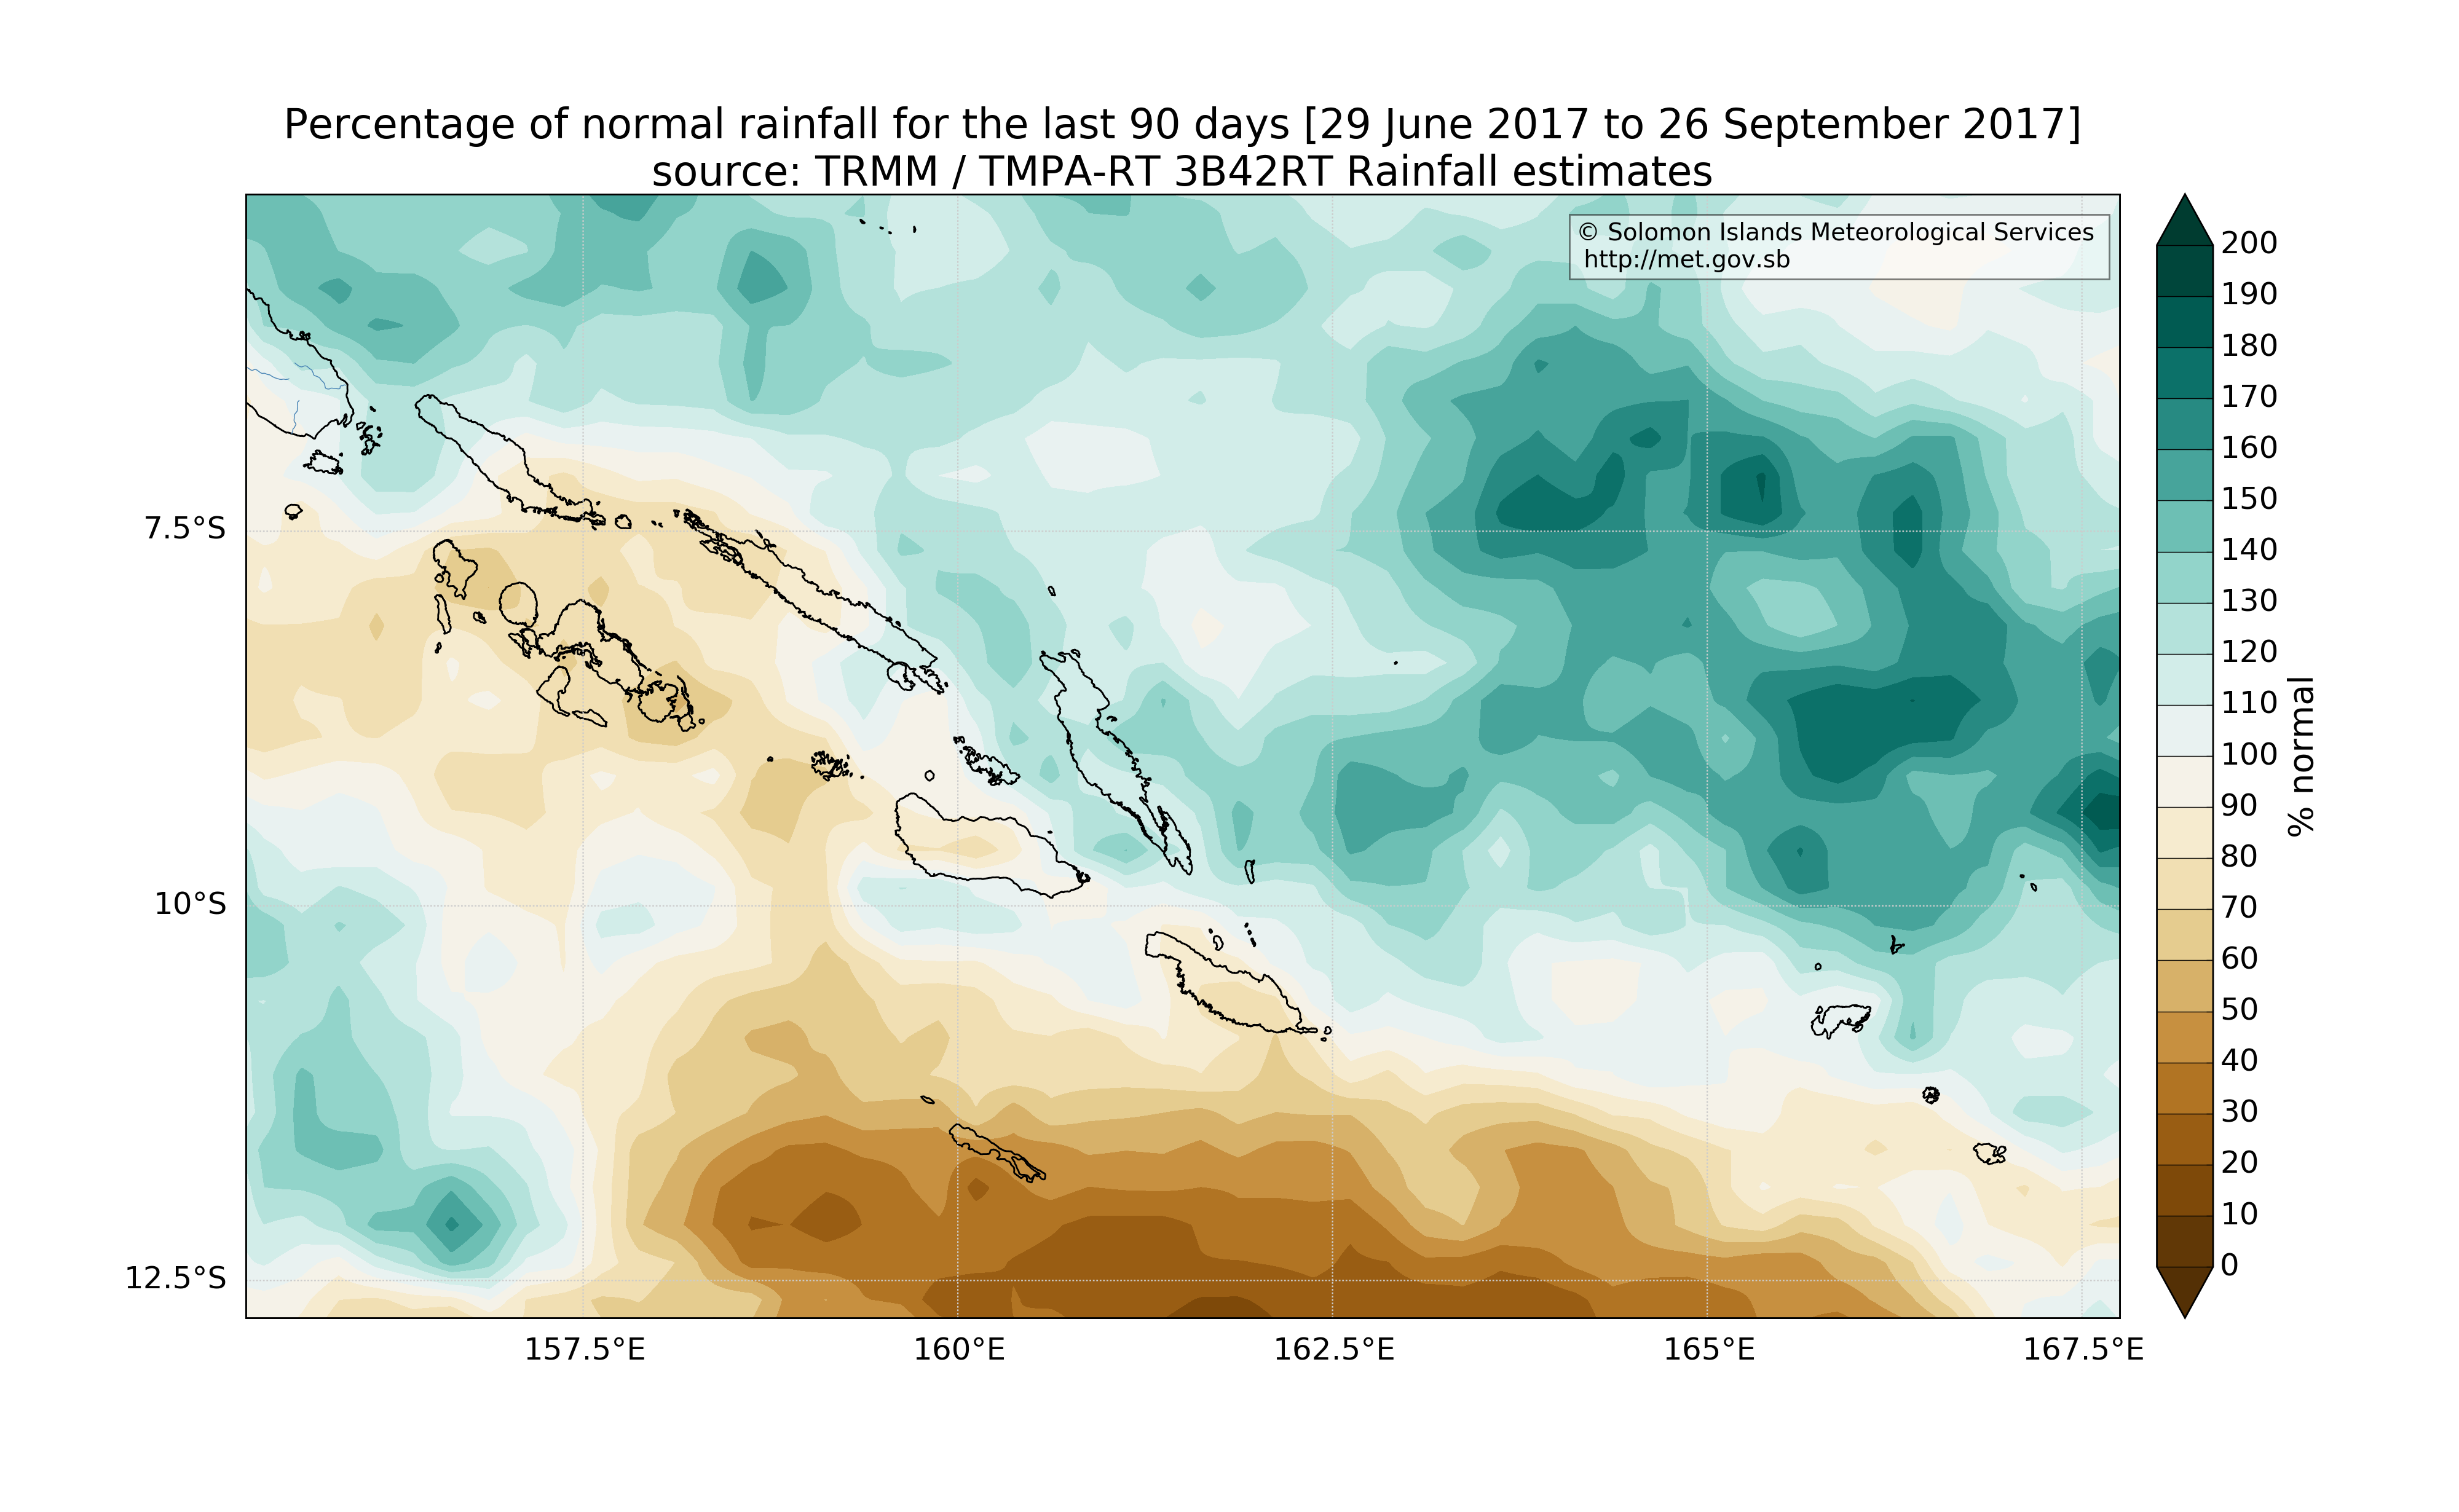 Percentage of normal rainfall for the last 90 days [29 June 2017 to 26 September 2017]
source: TRMM / TMPA-RT 3B42RT Rainfall estimates
© Solomon Islands Meteorological Services
http://met.gov.sb
7.5°S
10°S
12.5°S
157.5°E
160°E
162.5°E
165°E
167.5°E
200
190
180
170
160
150
140
130
120
110
100
90
80
70
60
50
40
30
20
10
0
% normal